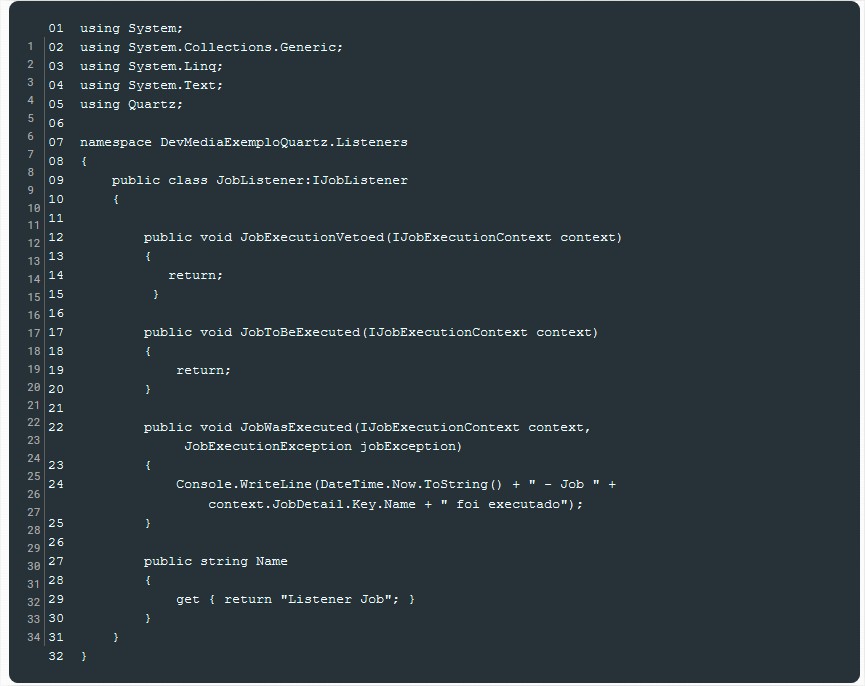 01  using System;
1 02  using System.Collections.Generic;
2 03  using System.Linq;
3 04  using System.Text;
4 05  using Quartz;
5 06
6 07  namespace DevMediaExemploQuartz.Listeners
7 08  {
8 09      public class JobListener:IJobListener
9 10      {
10 11
11 12          public void JobExecutionVetoed(IJobExecutionContext context)
12 13          {
13 14             return;
14 15           }
15 16
16 17          public void JobToBeExecuted(IJobExecutionContext context)
17 18          {
18 19              return;
19 20          }
20 21
21 22          public void JobWasExecuted(IJobExecutionContext context,
22               JobExecutionException jobException)
23 23          {
24 24              Console.WriteLine(DateTime.Now.ToString() + " - Job " +
25                  context.JobDetail.Key.Name + " foi executado");
26 25          }
27 26
28 27          public string Name
29 28          {
30 29              get { return "Listener Job"; }
31 30          }
32 31      }
33 32  }
34